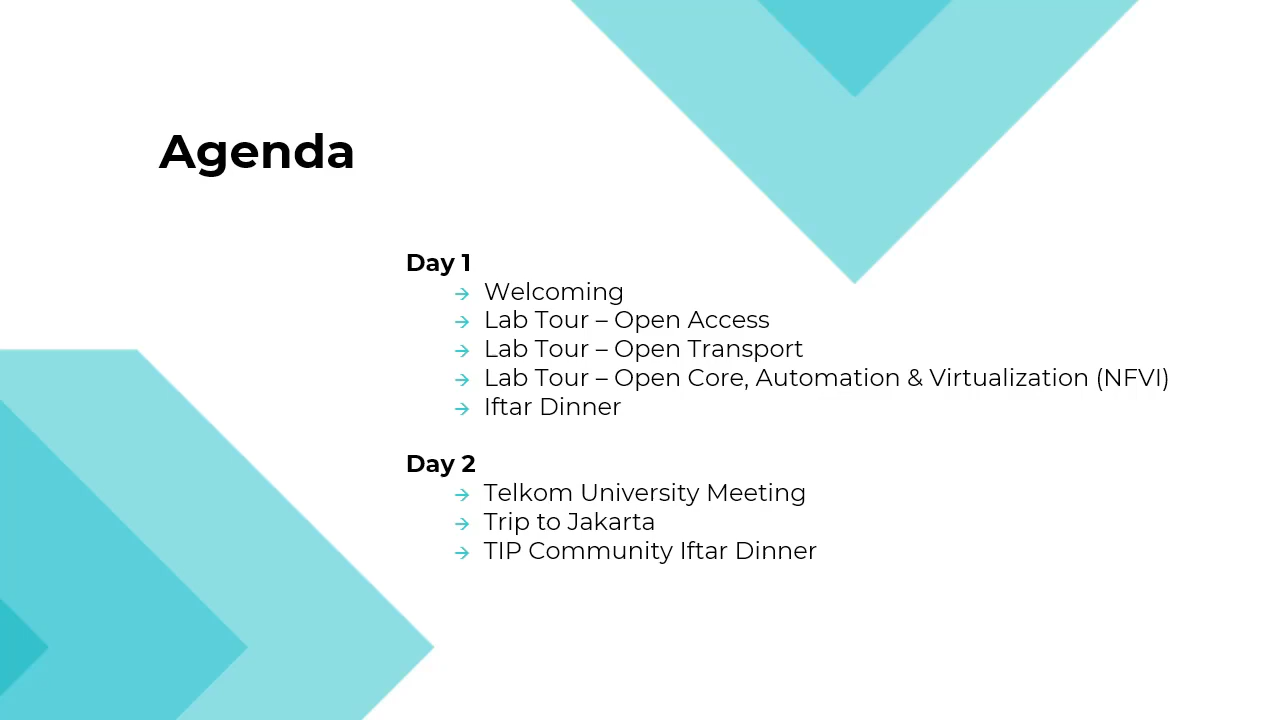 Agenda
Day 1
→ Welcoming
→ Lab Tour – Open Access
→ Lab Tour – Open Transport
→ Lab Tour – Open Core, Automation & Virtualization (NFVI)
→ Iftar Dinner
Day 2
→ Telkom University Meeting
→ Trip to Jakarta
→ TIP Community Iftar Dinner